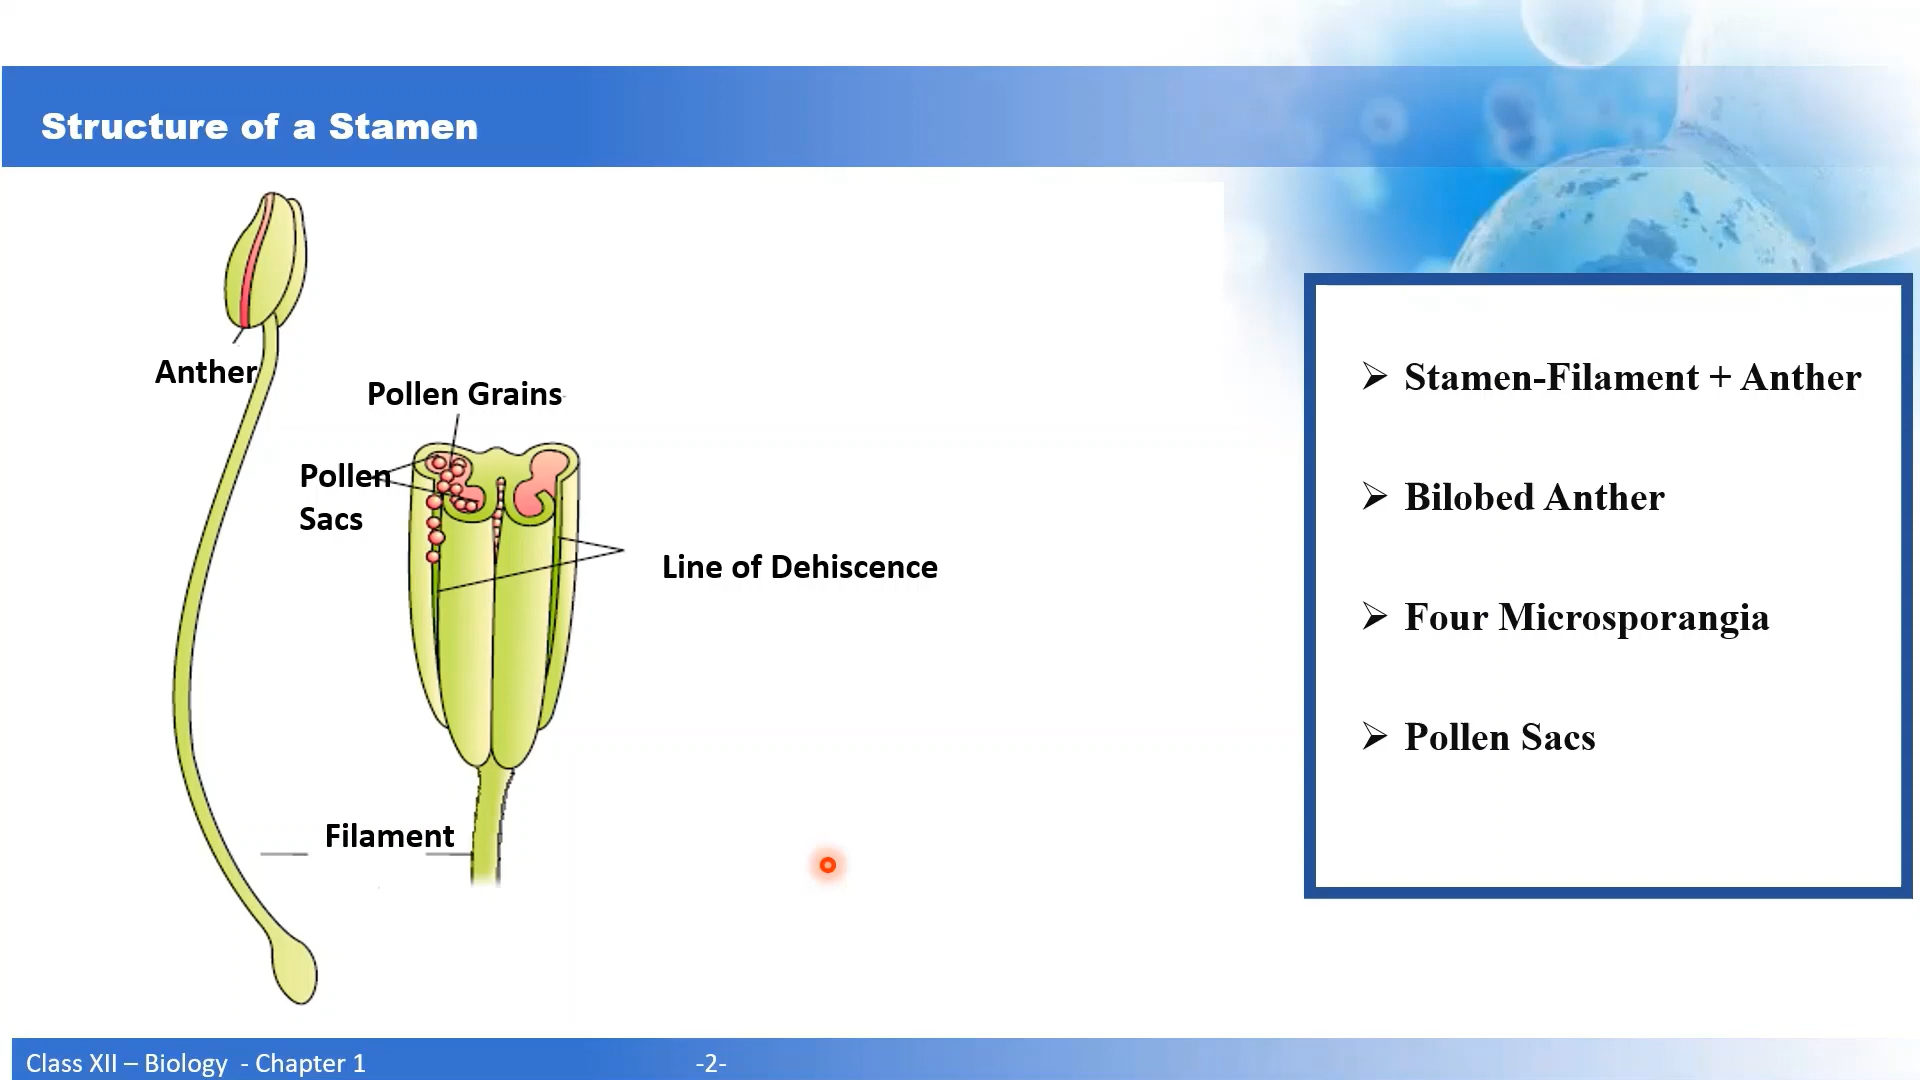 Structure of a Stamen
Anther
Pollen Grains
Pollen
Sacs
Line of Dehiscence
Filament
➢ Stamen-Filament + Anther
➢ Bilobed Anther
➢ Four Microsporangia
➢ Pollen Sacs
Class XII – Biology - Chapter 1
-2-